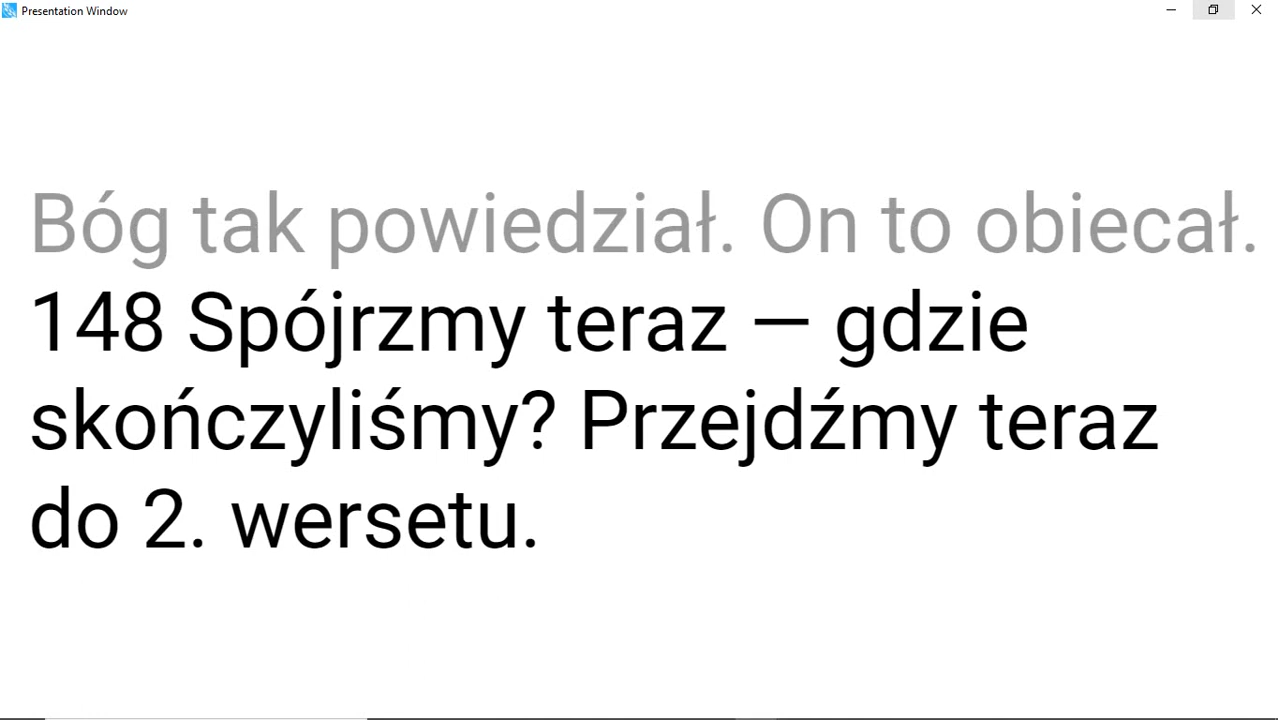 Presentation Window
Bóg tak powiedział. On to obiecał.
148 Spójrzmy teraz — gdzie
skończyliśmy? Przejdźmy teraz
do 2. wersetu.